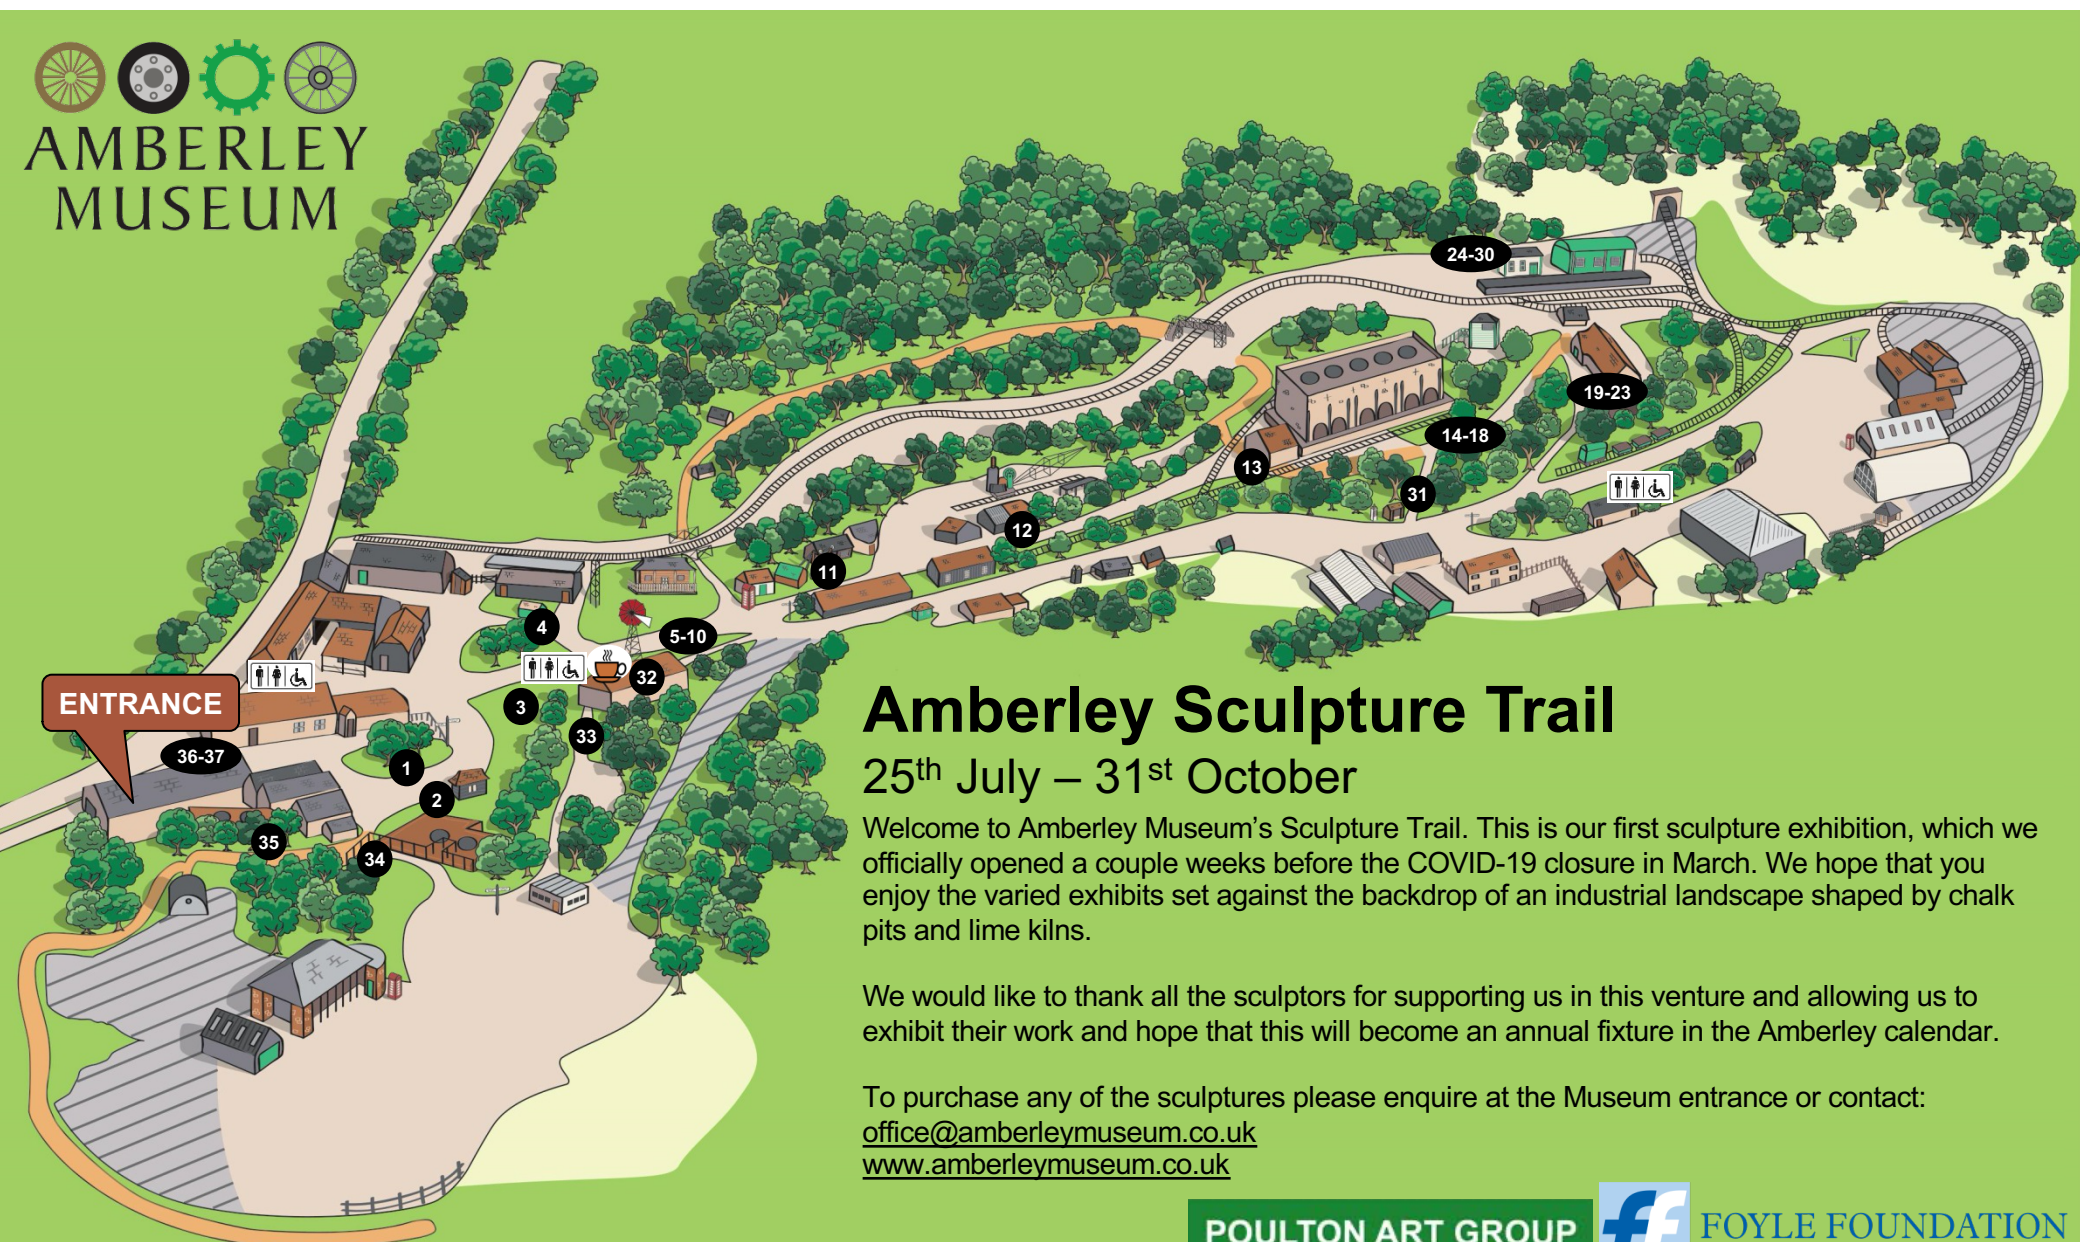 AMBERLEY
MUSEUM
24-30
19-23
14-18
13
31
12
11
4
5-10
32
3
33
ENTRANCE
36-37
1
2
35
34
Amberley Sculpture Trail
25th July – 31st October
Welcome to Amberley Museum’s Sculpture Trail. This is our first sculpture exhibition, which we
officially opened a couple weeks before the COVID-19 closure in March. We hope that you
enjoy the varied exhibits set against the backdrop of an industrial landscape shaped by chalk
pits and lime kilns.
We would like to thank all the sculptors for supporting us in this venture and allowing us to
exhibit their work and hope that this will become an annual fixture in the Amberley calendar.
To purchase any of the sculptures please enquire at the Museum entrance or contact:
office@amberleymuseum.co.uk
www.amberleymuseum.co.uk
POULTON ART GROUP
FOYLE FOUNDATION